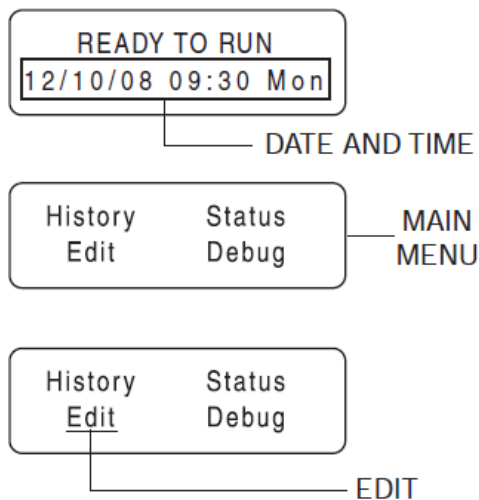 READY TO RUN
12/10/08 09:30 Mon
DATE AND TIME
History Status
Edit Debug
MAIN
MENU
History Status
Edit Debug
EDIT